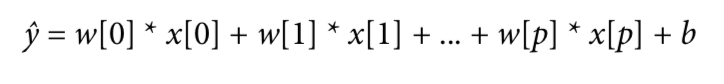 ŷ = w[0] * x[0] + w[1] * x[1] + ... + w[p] * x[p] + b